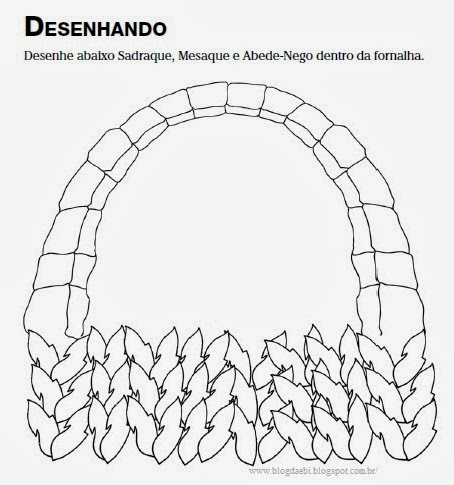 DESENHANDO
Desenhe abaixo Sadraque, Mesaque e Abede-Nego dentro da fornalha.
www.blogdaebi.blogspot.com.br/